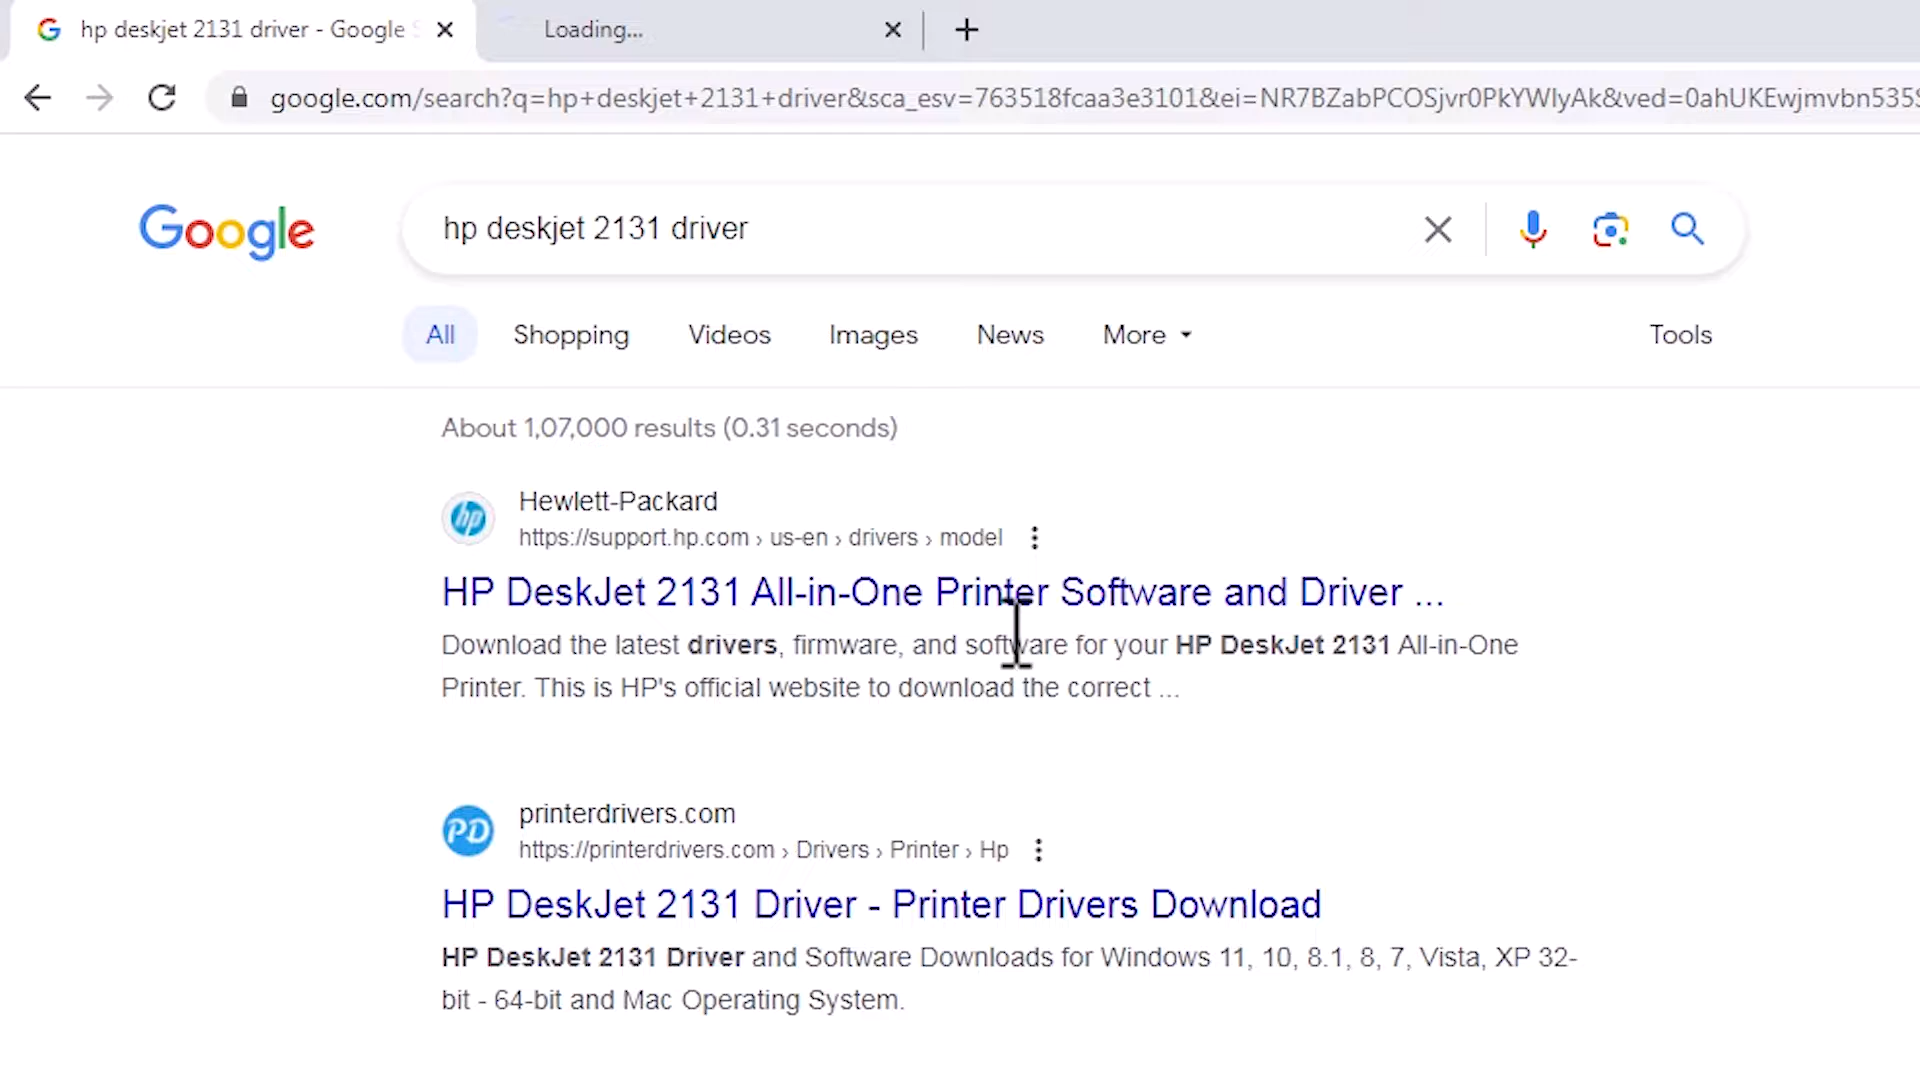 hp deskjet 2131 driver - Google
Loading...
google.com/search?q=hp+deskjet+2131+driver&sca_esv=763518fcaa3e3101&ei=NR7BZabPCOSjvr0PkYWIyAk&ved=0ahUKEwjmvbn535S
Google
hp deskjet 2131 driver
All Shopping Videos Images News More Tools
About 1,07,000 results (0.31 seconds)
hp
Hewlett-Packard
https://support.hp.com › us-en › drivers › model
HP DeskJet 2131 All-in-One Printer Software and Driver ...
Download the latest drivers, firmware, and software for your HP DeskJet 2131 All-in-One
Printer. This is HP's official website to download the correct ...
PD
printerdrivers.com
https://printerdrivers.com › Drivers › Printer › Hp
HP DeskJet 2131 Driver - Printer Drivers Download
HP DeskJet 2131 Driver and Software Downloads for Windows 11, 10, 8.1, 8, 7, Vista, XP 32-
bit - 64-bit and Mac Operating System.